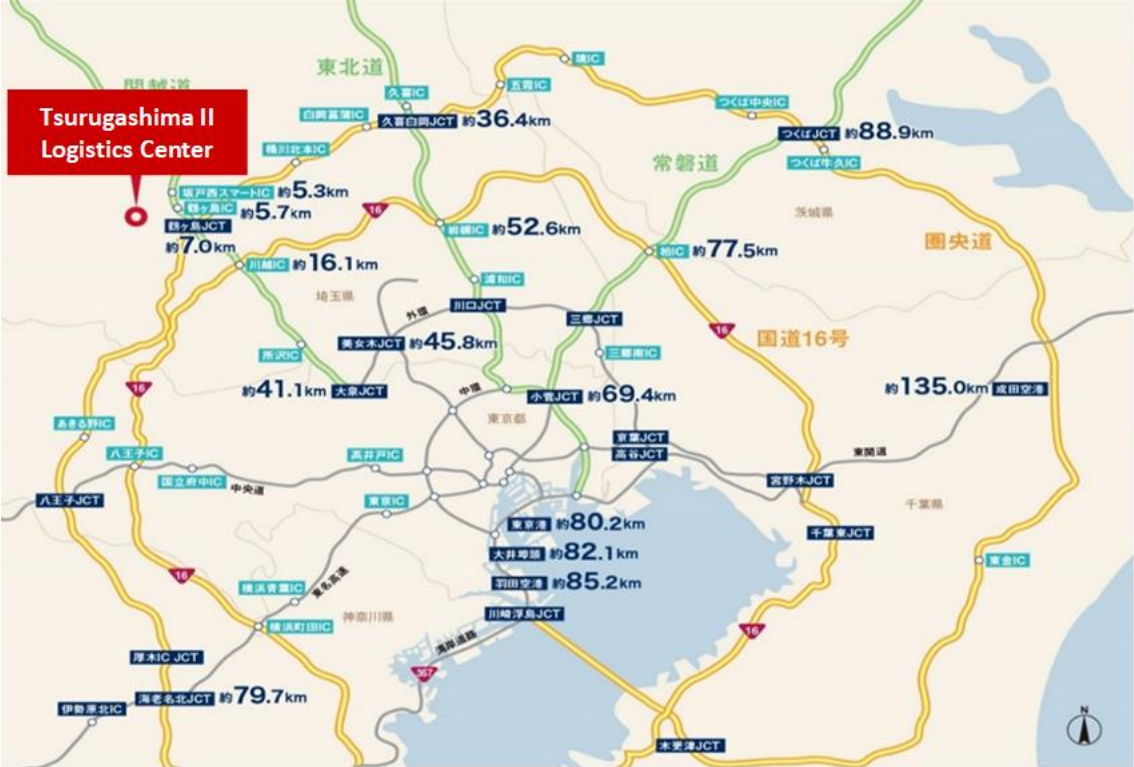 東北道
関越道
Tsurugashima II
Logistics Center
境IC
五霞IC
久喜IC
白岡菖蒲IC
久喜白岡JCT 約36.4km
つくば中央IC
つくばJCT 約88.9km
つくば牛久IC
桶川北本IC
常磐道
坂戸西スマートIC 約5.3km
鶴ヶ島IC 約5.7km
鶴ヶ島JCT
約7.0km
16
岩槻IC 約52.6km
茨城県
圏央道
柏IC 約77.5km
川越IC 約16.1km
浦和IC
埼玉県
川口JCT
外環
三郷JCT
16
国道16号
美女木JCT 約45.8km
三郷南IC
所沢IC
約41.1km 大泉JCT
中環
小菅JCT 約69.4km
約135.0km 成田空港
16
東京都
あきる野IC
京葉JCT
高谷JCT
東関道
八王子IC
高井戸IC
国立府中IC
中央道
宮野木JCT
八王子JCT
東京IC
千葉県
東京港 約80.2km
千葉東JCT
大井埠頭 約82.1km
東金IC
16
羽田空港 約85.2km
横浜青葉IC
東名高速
神奈川県
川崎浮島JCT
横浜町田IC
湾岸道路
16
厚木IC JCT
367
海老名北JCT 約79.7km
伊勢原北IC
木更津JCT
N